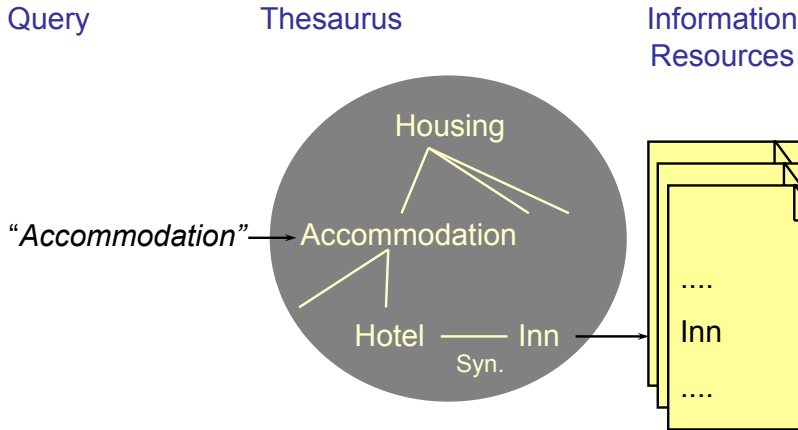 Query
Thesaurus
Information
Resources
Housing
“Accommodation”
Accommodation
Hotel
Inn
Syn.
....
Inn
....